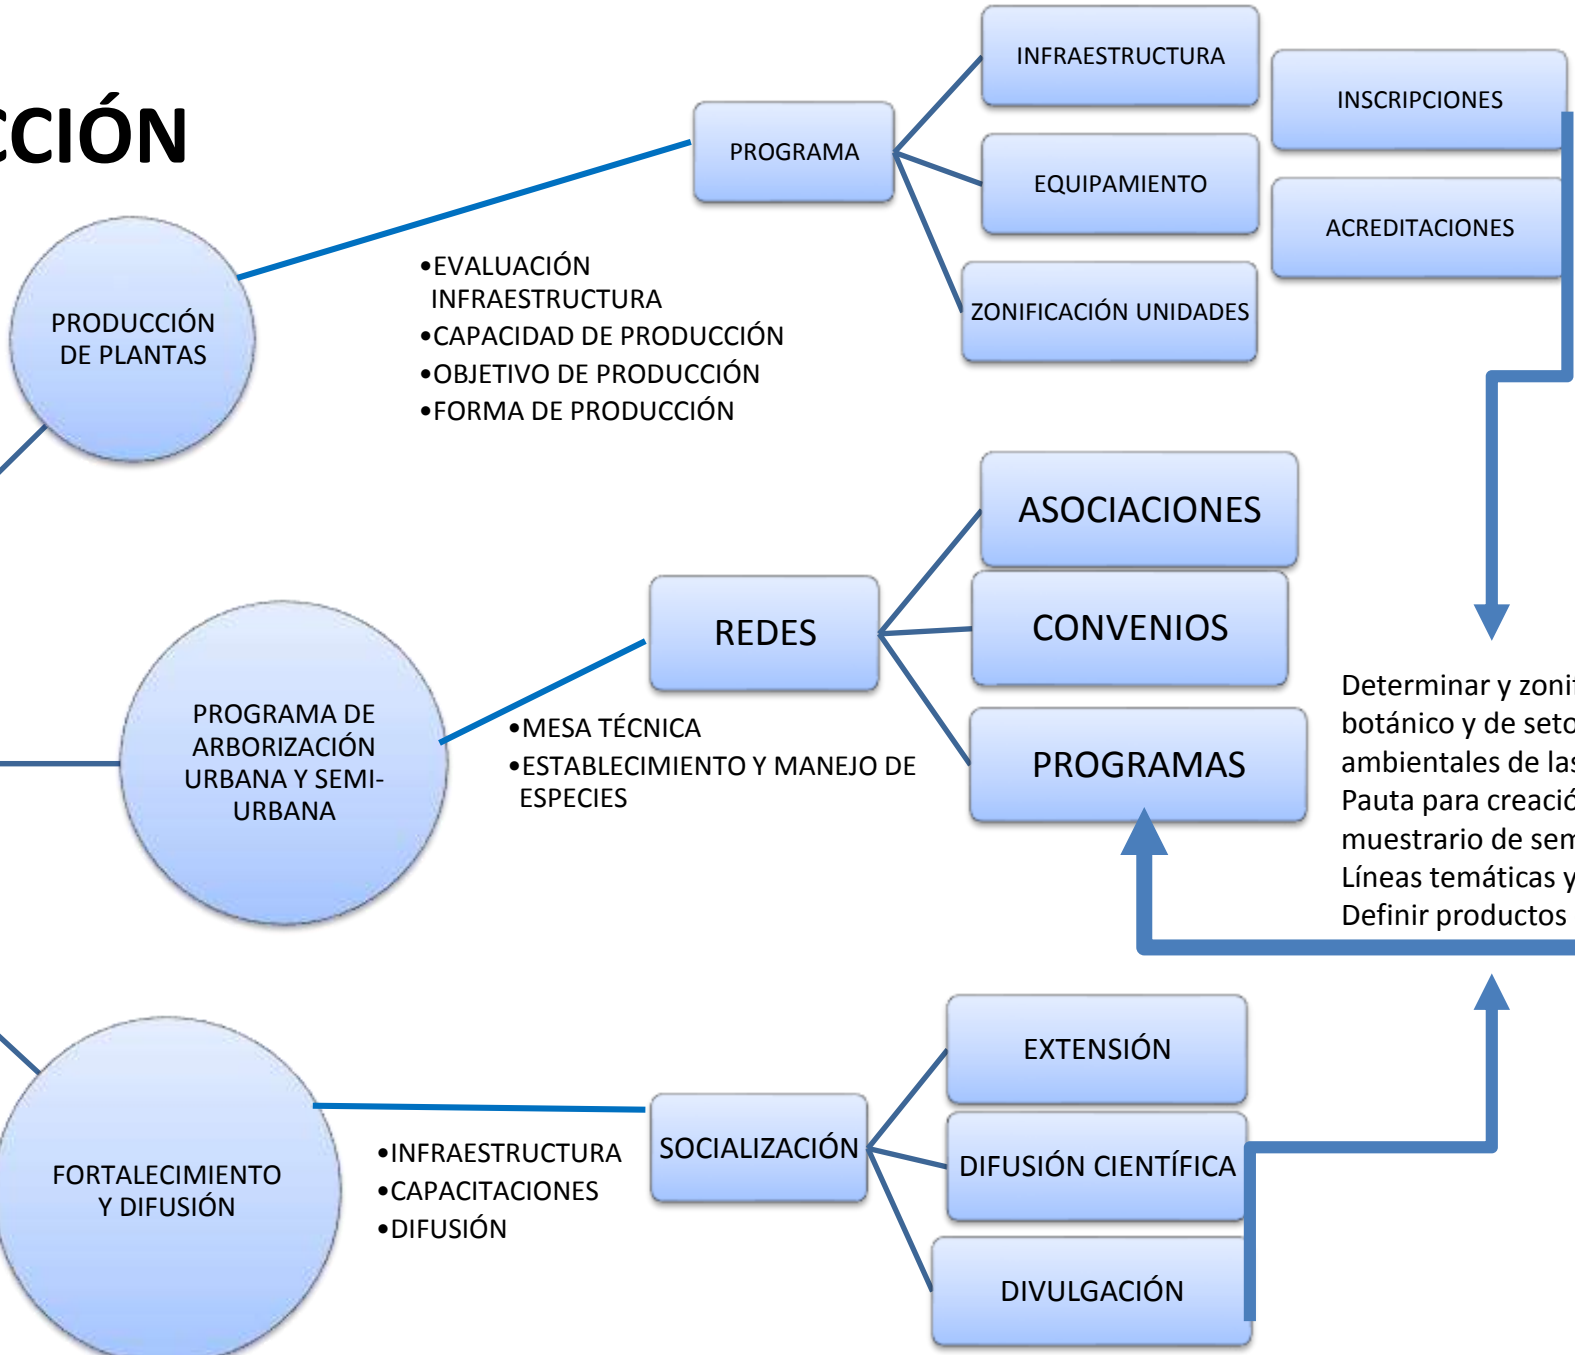 CCIÓN
PRODUCCIÓN
DE PLANTAS
•EVALUACIÓN
INFRAESTRUCTURA
•CAPACIDAD DE PRODUCCIÓN
•OBJETIVO DE PRODUCCIÓN
•FORMA DE PRODUCCIÓN
PROGRAMA
INFRAESTRUCTURA
EQUIPAMIENTO
ZONIFICACIÓN UNIDADES
INSCRIPCIONES
ACREDITACIONES
PROGRAMA DE
ARBORIZACIÓN
URBANA Y SEMI-
URBANA
•MESA TÉCNICA
•ESTABLECIMIENTO Y MANEJO DE
ESPECIES
REDES
ASOCIACIONES
CONVENIOS
PROGRAMAS
Determinar y zoni
botánico y de seto
ambientales de las
Pauta para creació
muestrario de sem
Líneas temáticas y
Definir productos
FORTALECIMIENTO
Y DIFUSIÓN
•INFRAESTRUCTURA
•CAPACITACIONES
•DIFUSIÓN
SOCIALIZACIÓN
EXTENSIÓN
DIFUSIÓN CIENTÍFICA
DIVULGACIÓN